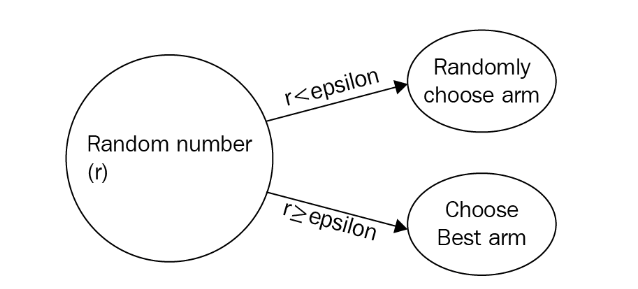 Random number
(r)
r<epsilon
Randomly
choose arm
r≥epsilon
Choose
Best arm